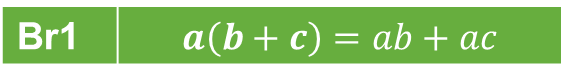 Br1 a(b + c) = ab + ac